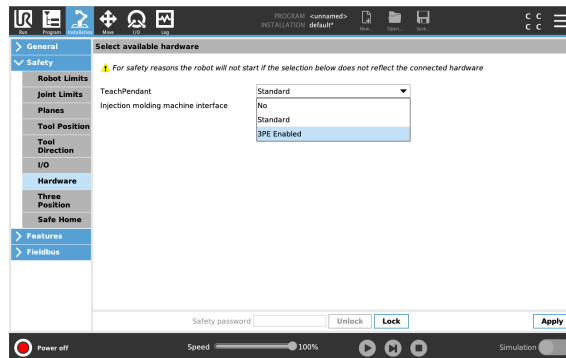 UR
PROGRAM <unnamed>
INSTALLATION default*
C C
C C
Run Program Installation Move I/O Log New... Open... Save...
General
Select available hardware
Safety
For safety reasons the robot will not start if the selection below does not reflect the connected hardware
Robot Limits
TeachPendant Standard
Joint Limits
Injection molding machine interface No
Planes
Standard
Tool Position
3PE Enabled
Tool
Direction
I/O
Hardware
Three
Position
Safe Home
Features
Fieldbus
Safety password Unlock Lock Apply
Power off Speed 100% Simulation